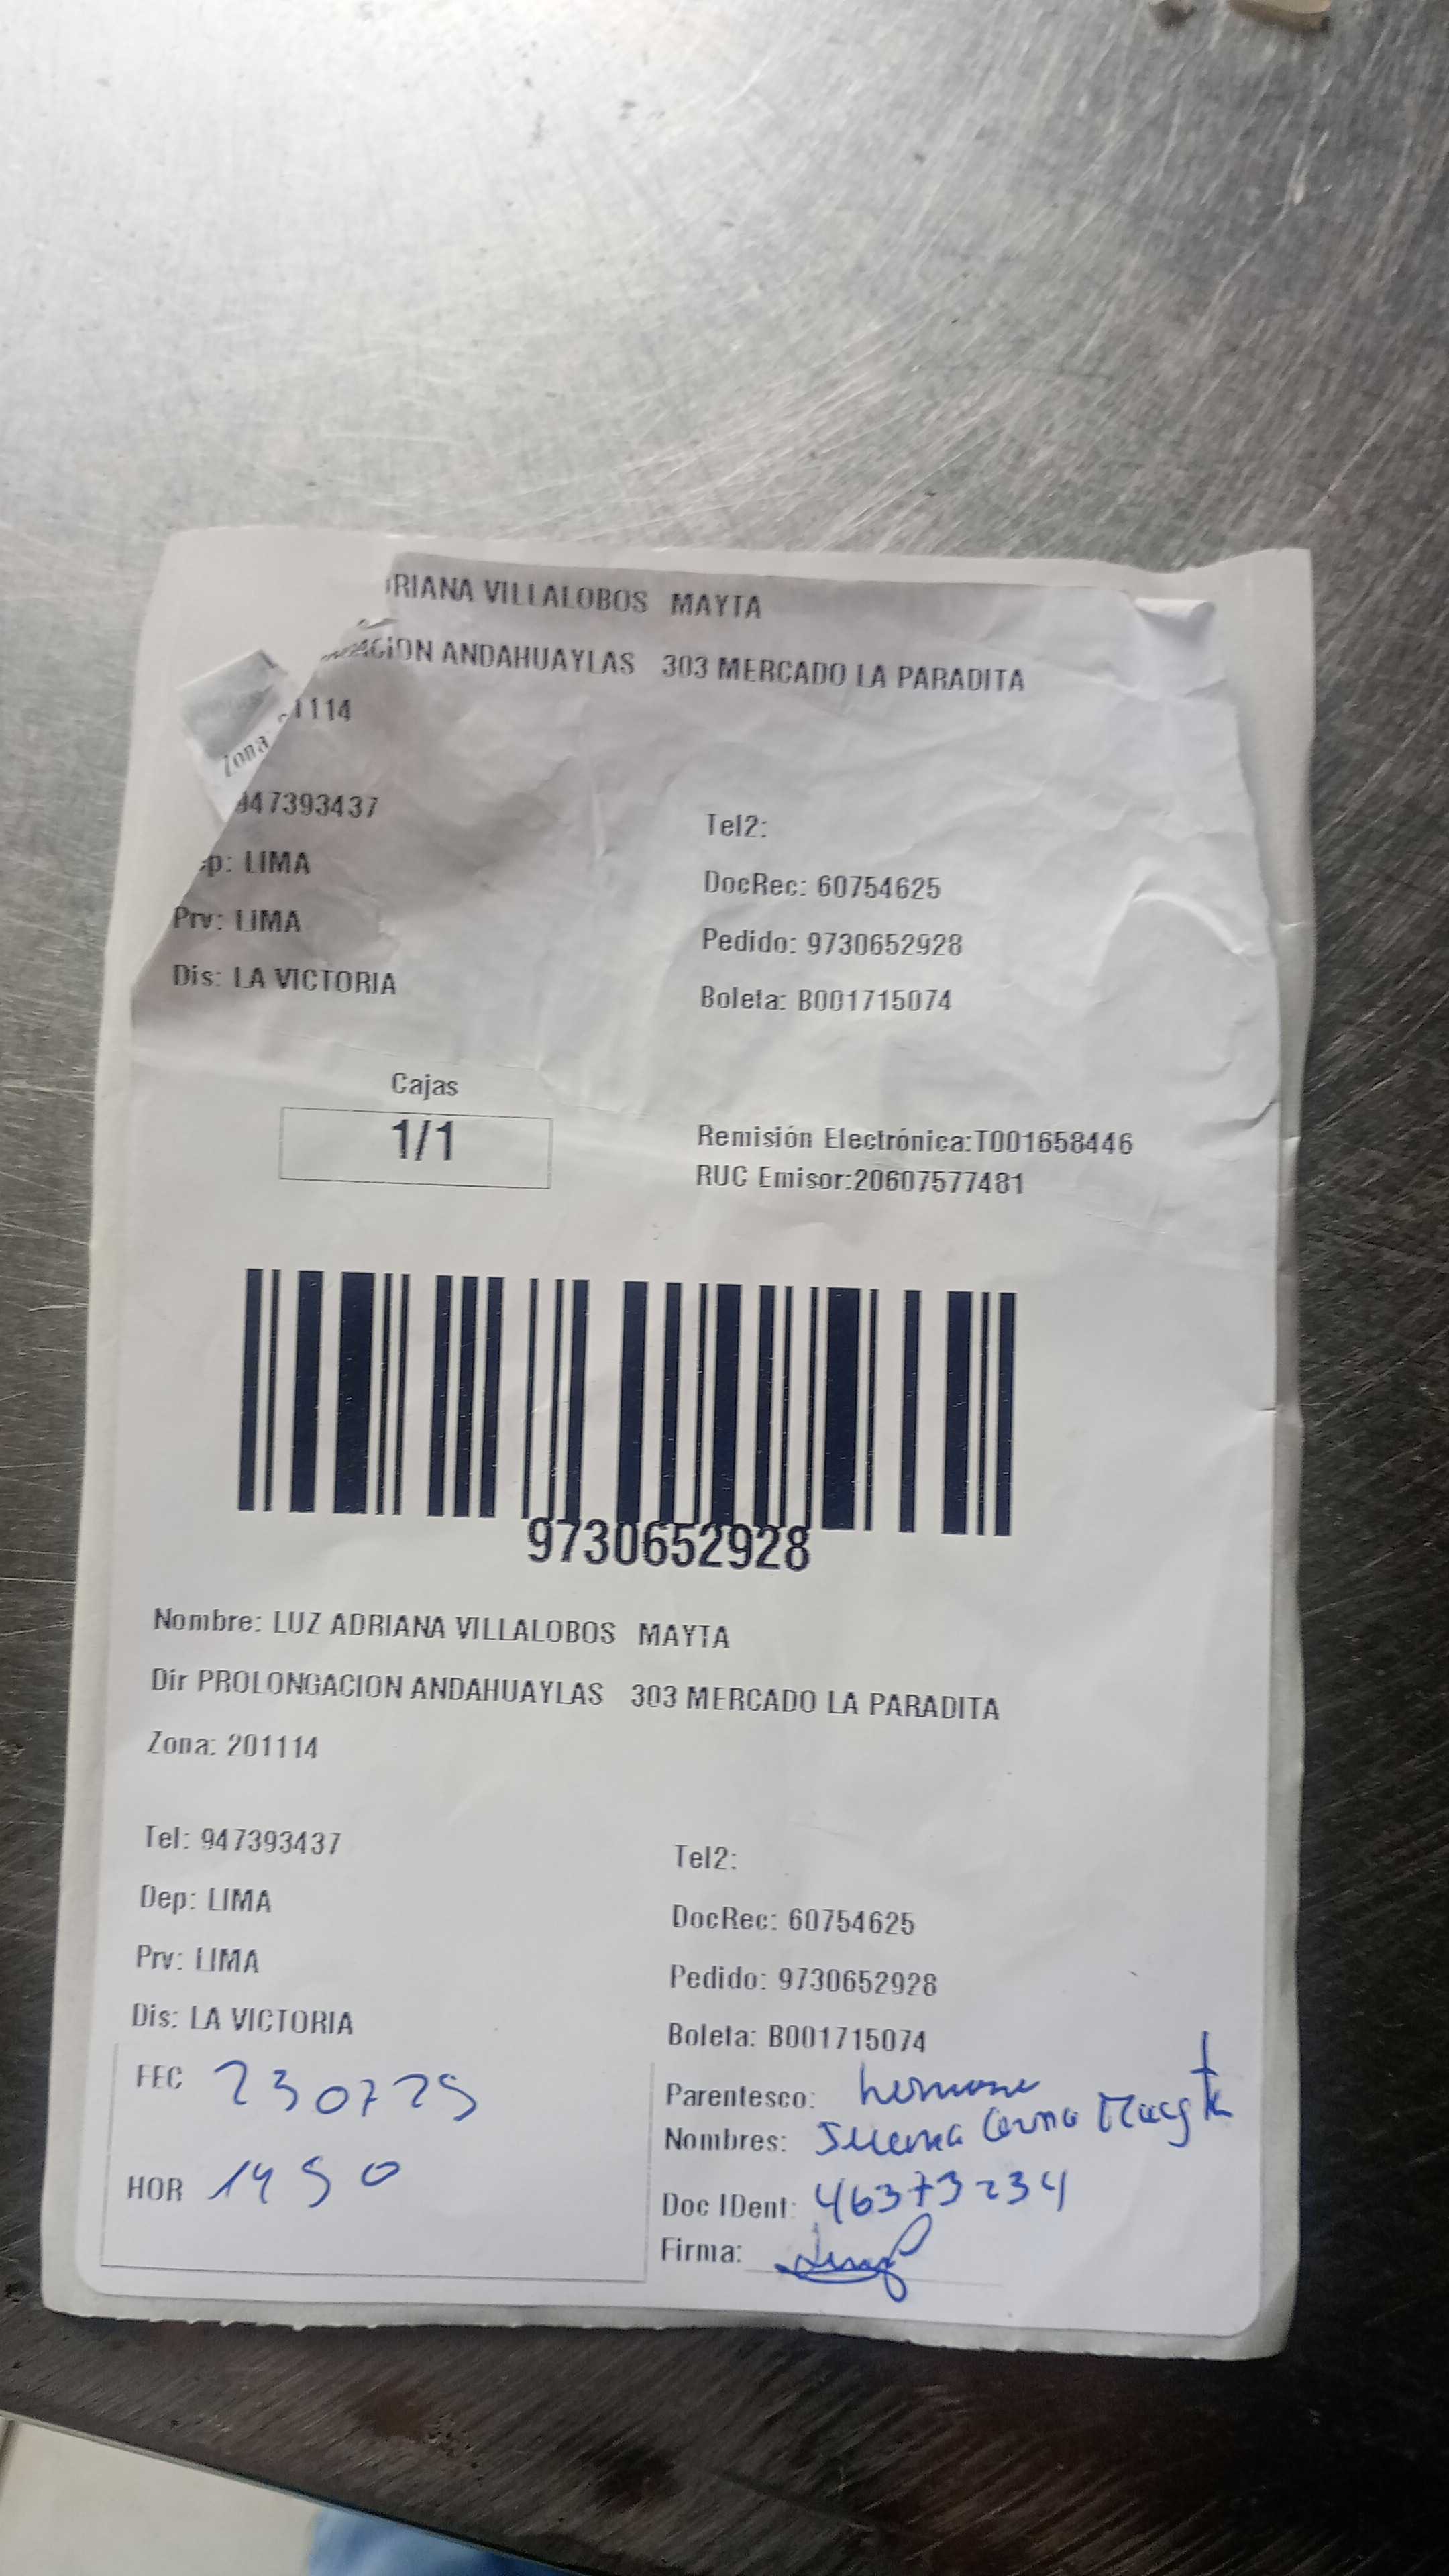 RIANA VILLALOBOS MAYTA
ACION ANDAHUAYLAS 303 MERCADO LA PARADITA
1114
Zona
947393437
Tel2:
p: LIMA
DocRec: 60754625
Prv: LIMA
Pedido: 9730652928
Dis: LA VICTORIA
Boleta: B001715074
Cajas
1/1
Remisión Electrónica:T001658446
RUC Emisor:20607577481
9730652928
Nombre: LUZ ADRIANA VILLALOBOS MAYTA
Dir PROLONGACION ANDAHUAYLAS 303 MERCADO LA PARADITA
Zona: 201114
Tel: 947393437
Tel2:
Dep: LIMA
DocRec: 60754625
Prv: LIMA
Pedido: 9730652928
Dis: LA VICTORIA
Boleta: B001715074
FEC 230725
Parentesco:
Nombres:
HOR 1450
Doc IDent: 46373234
Firma: